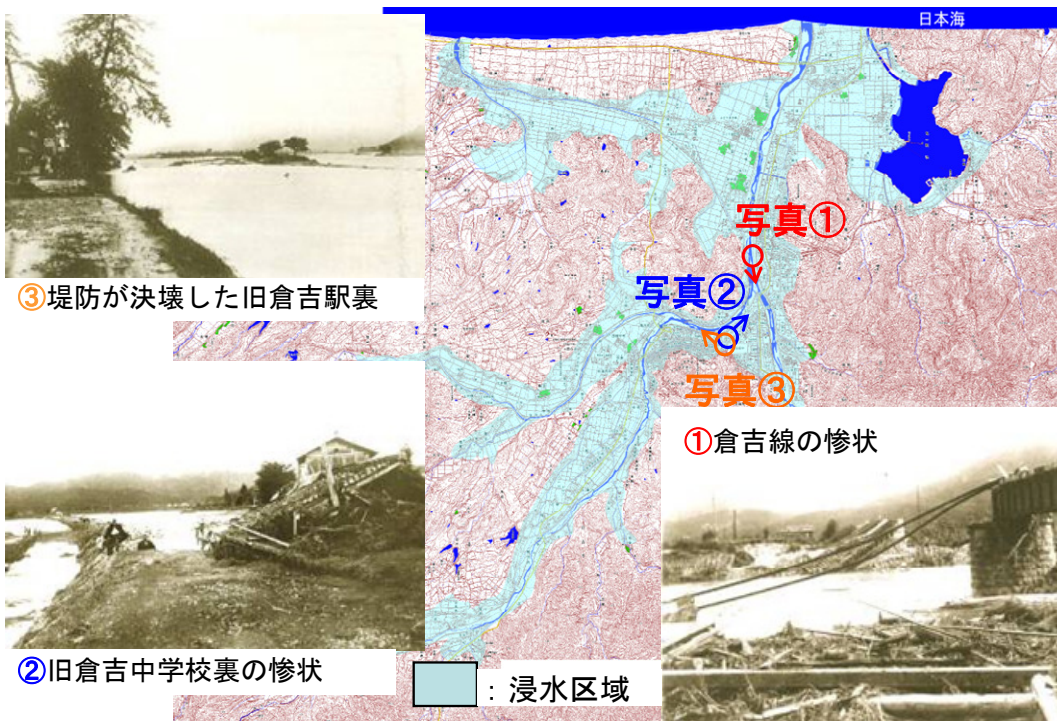 日本海
写真①
写真②
写真③
③堤防が決壊した旧倉吉駅裏
①倉吉線の惨状
②旧倉吉中学校裏の惨状
：浸水区域